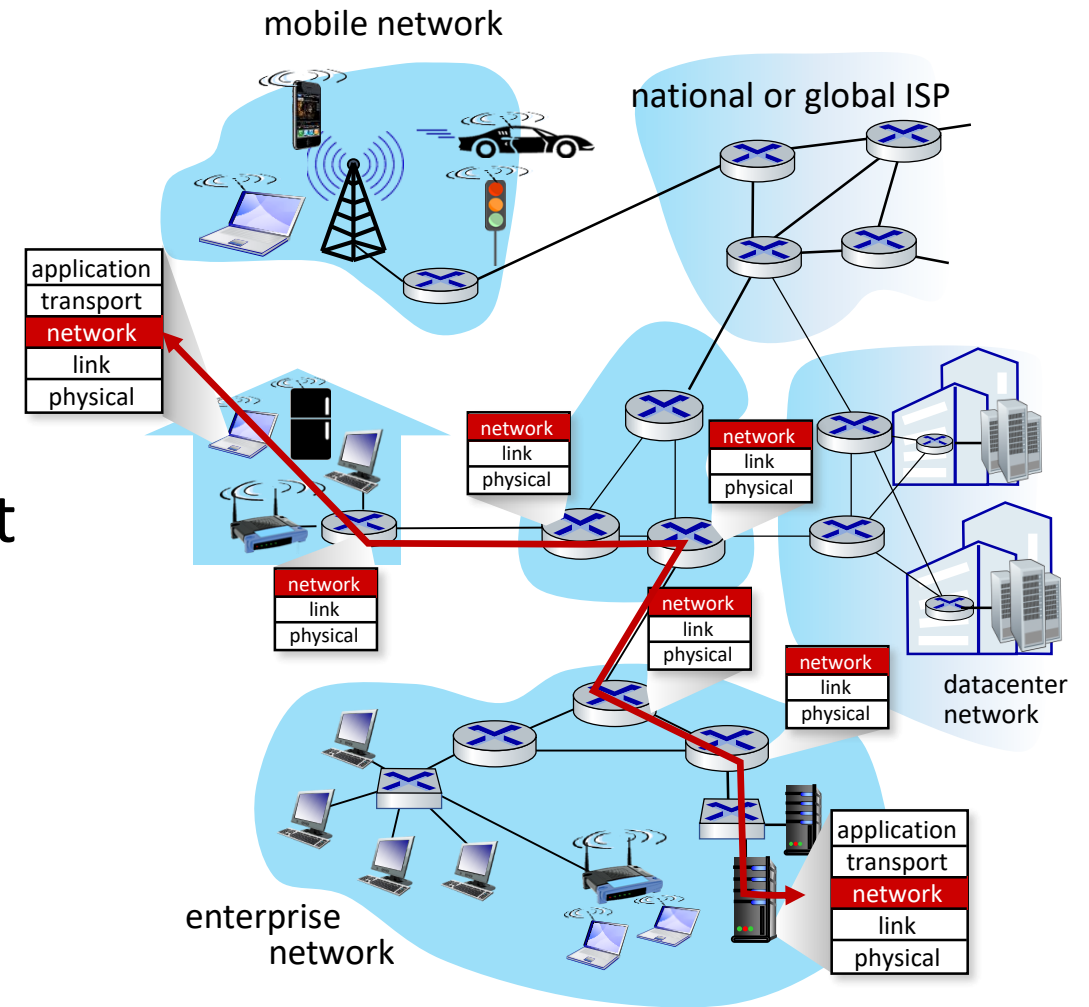 mobile network
national or global ISP
application
transport
network
link
physical
network
link
physical
network
link
physical
t
network
link
physical
network
link
physical
network
link
physical
datacenter
network
application
transport
network
link
physical
enterprise
network